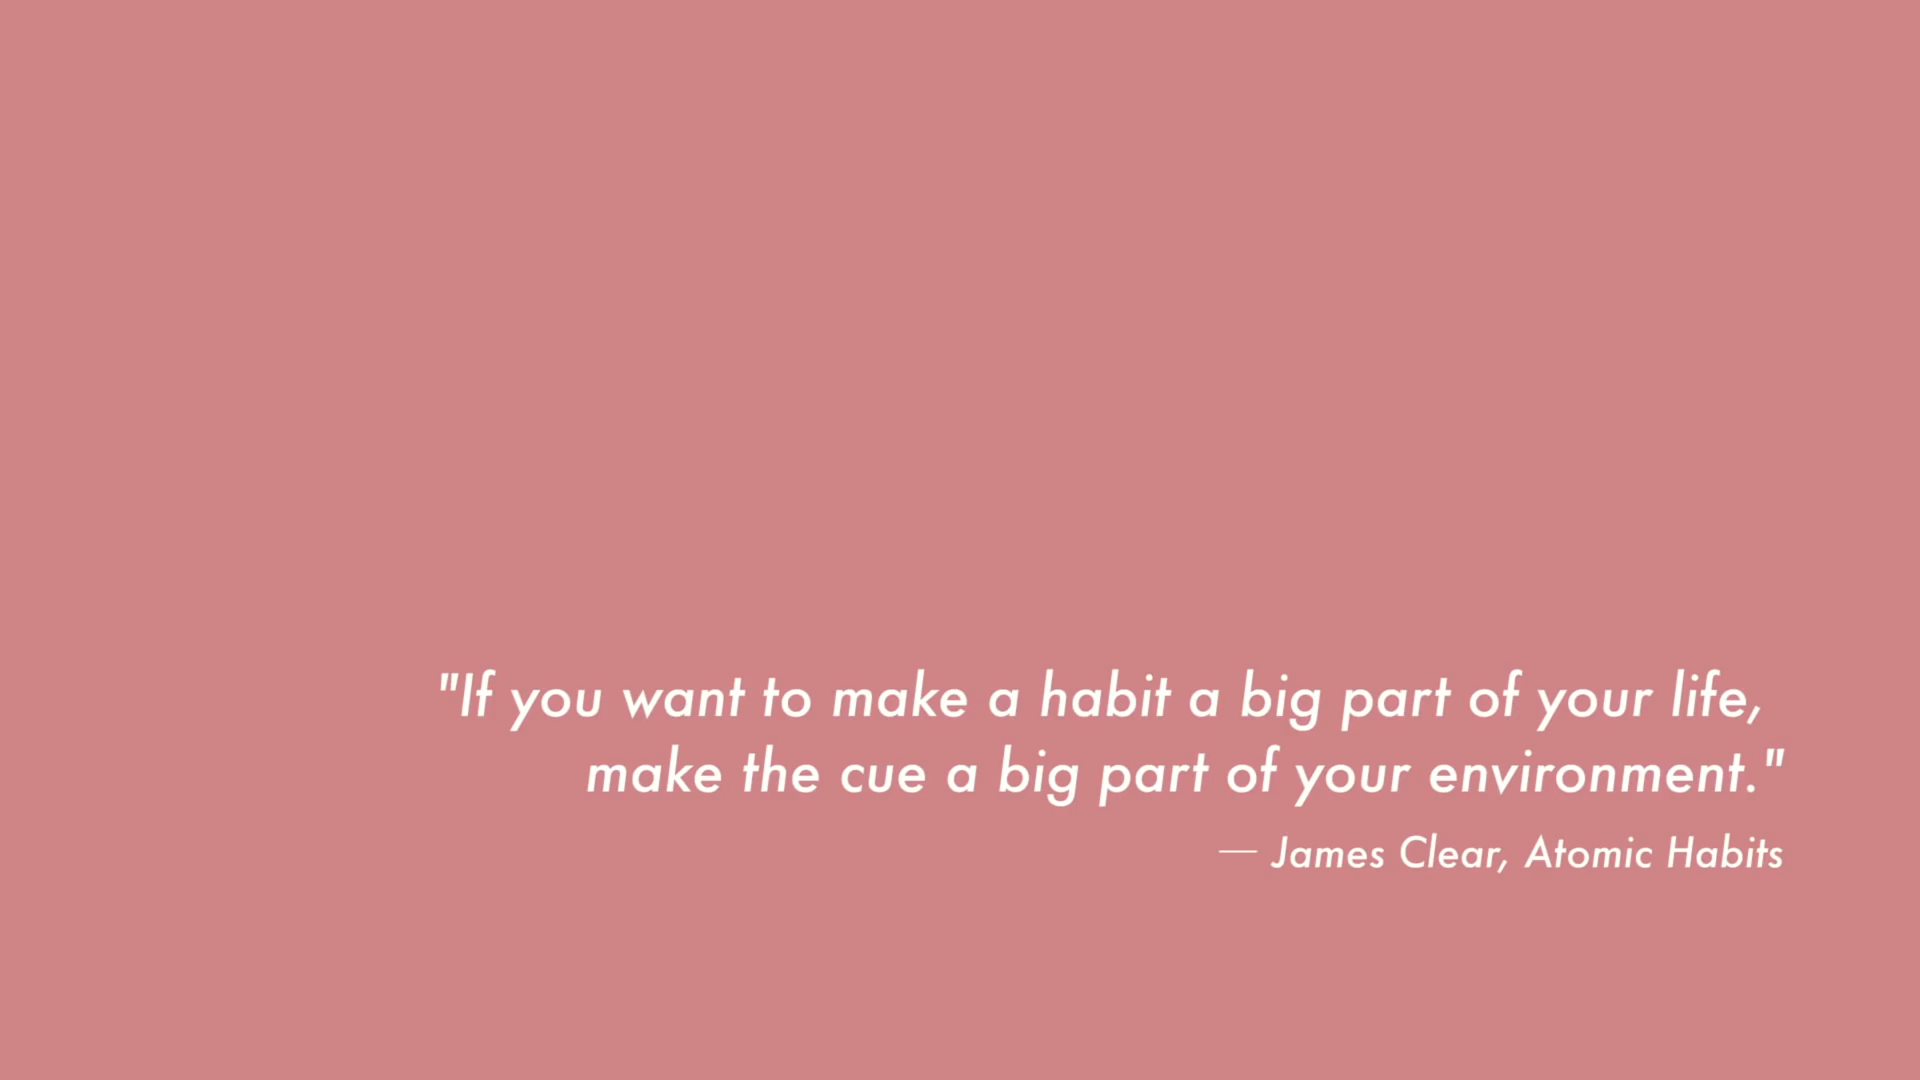 "If you want to make a habit a big part of your life,
make the cue a big part of your environment."
— James Clear, Atomic Habits